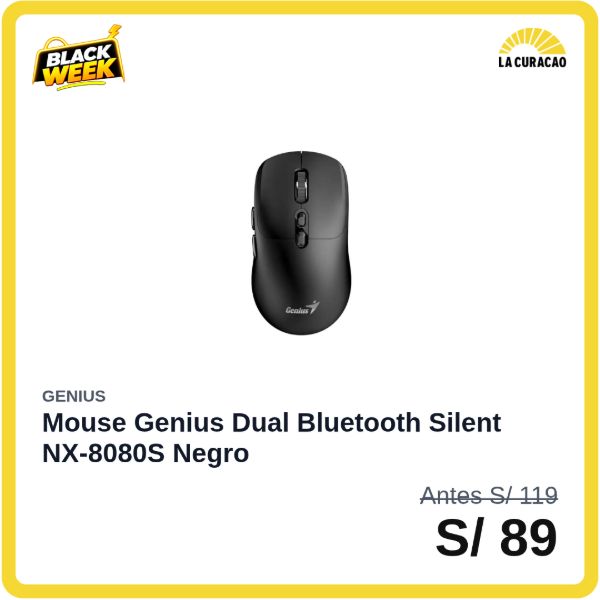 BLACK
WEEK
LA CURACAO
Genius
GENIUS
Mouse Genius Dual Bluetooth Silent
NX-8080S Negro
Antes S/ 119
S/ 89